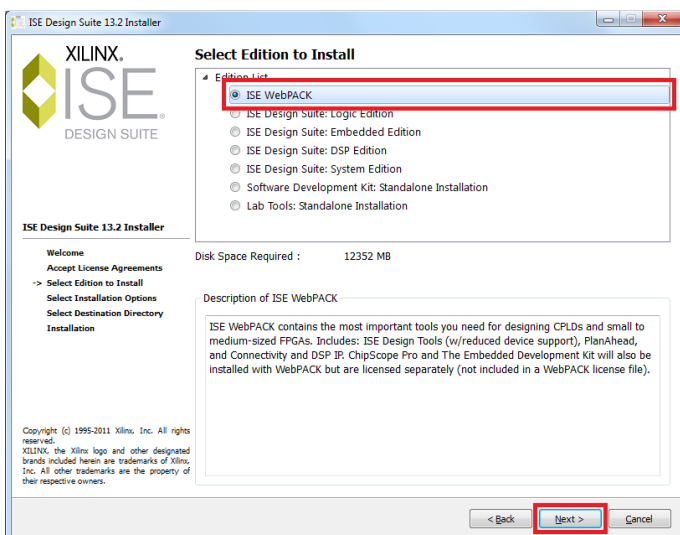 ISE Design Suite 13.2 Installer
XILINX.
ISE
DESIGN SUITE
Select Edition to Install
Edition List
ISE WebPACK
ISE Design Suite: Logic Edition
ISE Design Suite: Embedded Edition
ISE Design Suite: DSP Edition
ISE Design Suite: System Edition
Software Development Kit: Standalone Installation
Lab Tools: Standalone Installation
ISE Design Suite 13.2 Installer
Welcome
Accept License Agreements
-> Select Edition to Install
Select Installation Options
Select Destination Directory
Installation
Disk Space Required : 12352 MB
Description of ISE WebPACK
ISE WebPACK contains the most important tools you need for designing CPLDs and small to
medium-sized FPGAs. Includes: ISE Design Tools (w/reduced device support), PlanAhead,
and Connectivity and DSP IP. ChipScope Pro and The Embedded Development Kit will also be
installed with WebPACK but are licensed separately (not included in a WebPACK license file).
Copyright (c) 1995-2011 Xilinx, Inc. All rights
reserved.
XILINX, the Xilinx logo and other designated
brands included herein are trademarks of Xilinx,
Inc. All other trademarks are the property of
their respective owners.
< Back
Next >
Cancel